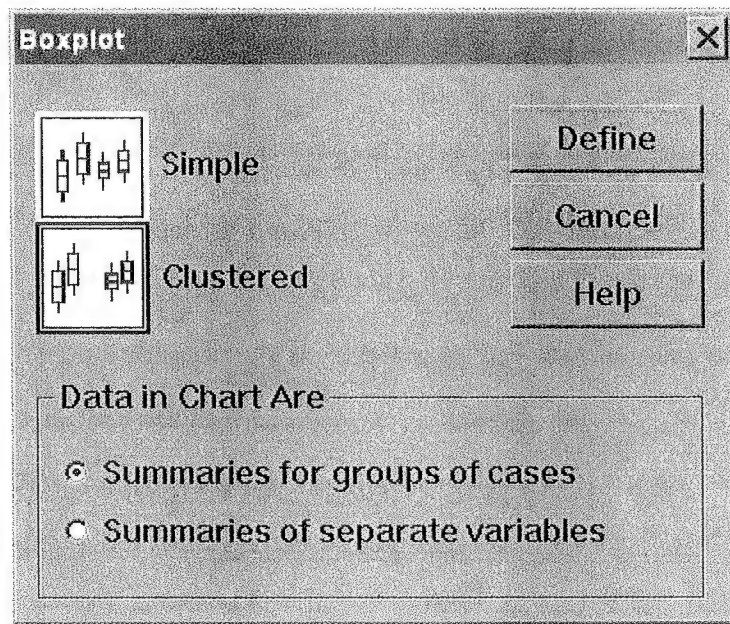 Boxplot
Simple
Clustered
Define
Cancel
Help
Data in Chart Are
Summaries for groups of cases
Summaries of separate variables